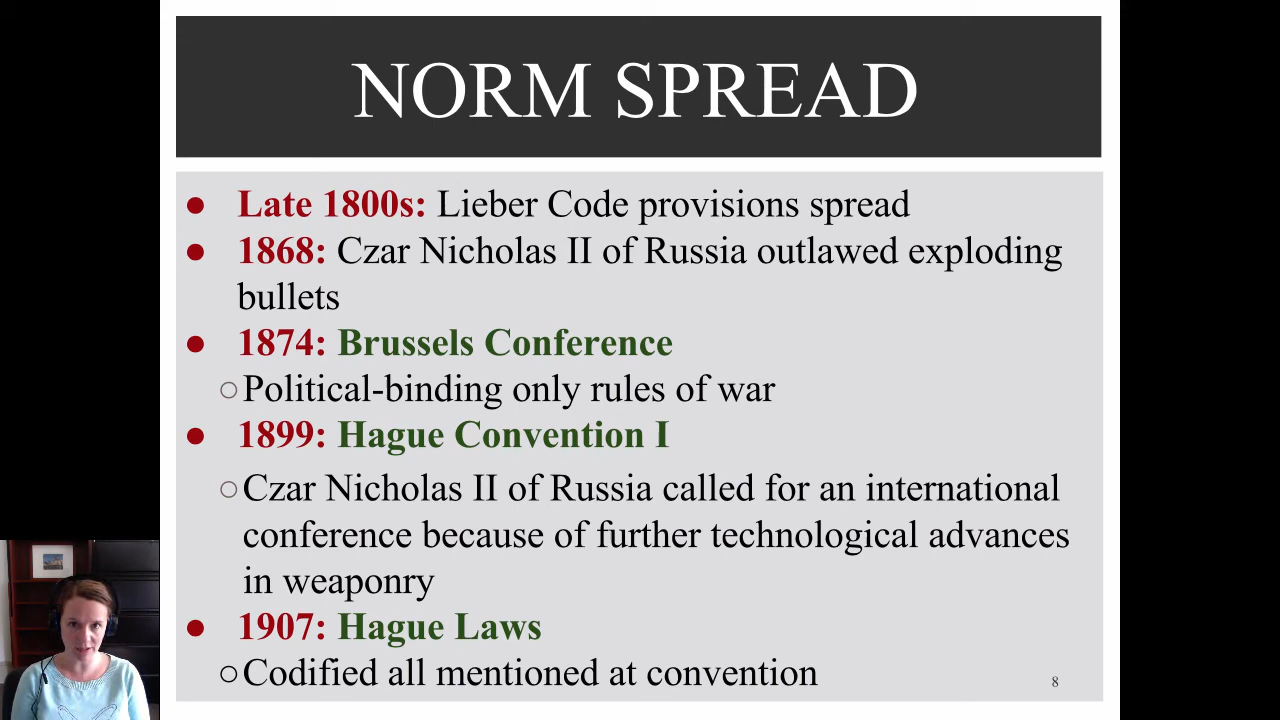 NORM SPREAD
● Late 1800s: Lieber Code provisions spread
● 1868: Czar Nicholas II of Russia outlawed exploding
bullets
● 1874: Brussels Conference
○Political-binding only rules of war
● 1899: Hague Convention I
○Czar Nicholas II of Russia called for an international
conference because of further technological advances
in weaponry
● 1907: Hague Laws
○Codified all mentioned at convention
8